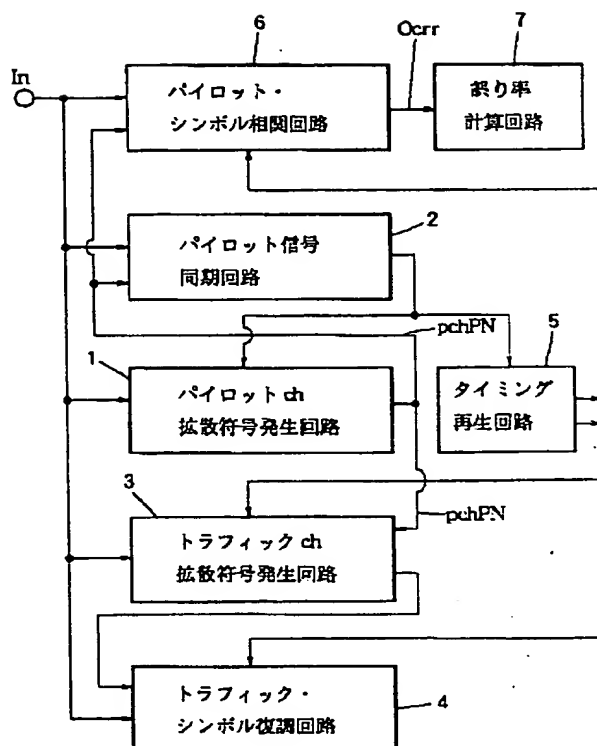 6
Ocrr
7
In
パイロット・
シンボル相関回路
誤り率
計算回路
2
パイロット信号
同期回路
pchPN
1
5
パイロット ch
拡散符号発生回路
タイミング
再生回路
3
pchPN
トラフィック ch
拡散符号発生回路
トラフィック・
シンボル復調回路
4